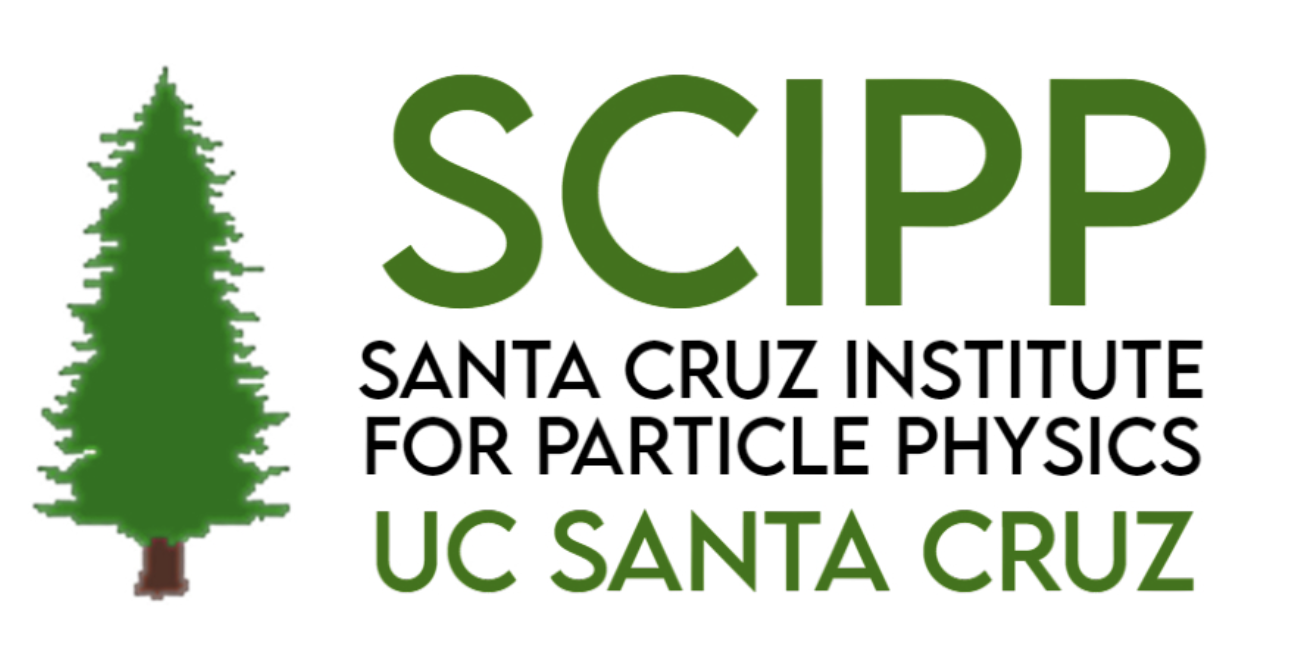 SCIPP
SANTA CRUZ INSTITUTE
FOR PARTICLE PHYSICS
UC SANTA CRUZ